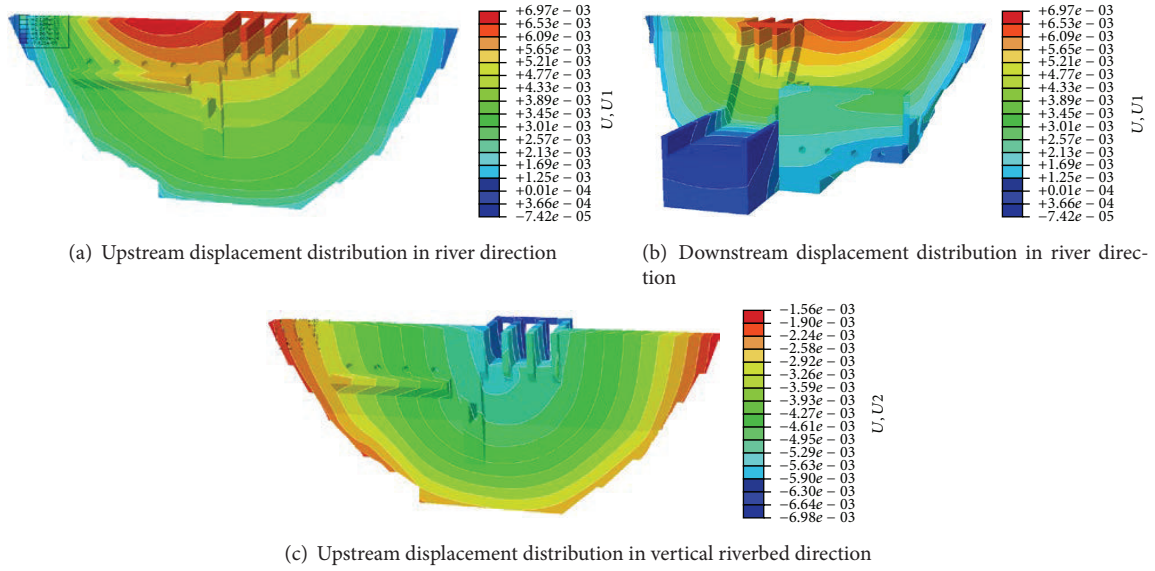 +6.97e − 03
+6.53e − 03
+6.09e − 03
+5.65e − 03
+5.21e − 03
+4.77e − 03
+4.33e − 03
+3.89e − 03
+3.45e − 03
+3.01e − 03
+2.57e − 03
+2.13e − 03
+1.69e − 03
+1.25e − 03
+0.01e − 04
+3.66e − 04
−7.42e − 05
U, U1
+6.97e − 03
+6.53e − 03
+6.09e − 03
+5.65e − 03
+5.21e − 03
+4.77e − 03
+4.33e − 03
+3.89e − 03
+3.45e − 03
+3.01e − 03
+2.57e − 03
+2.13e − 03
+1.69e − 03
+1.25e − 03
+0.01e − 04
+3.66e − 04
−7.42e − 05
U, U1
(a) Upstream displacement distribution in river direction
(b) Downstream displacement distribution in river direc-
tion
−1.56e − 03
−1.90e − 03
−2.24e − 03
−2.58e − 03
−2.92e − 03
−3.26e − 03
−3.59e − 03
−3.93e − 03
−4.27e − 03
−4.61e − 03
−4.95e − 03
−5.29e − 03
−5.63e − 03
−5.90e − 03
−6.30e − 03
−6.64e − 03
−6.98e − 03
U, U2
(c) Upstream displacement distribution in vertical riverbed direction